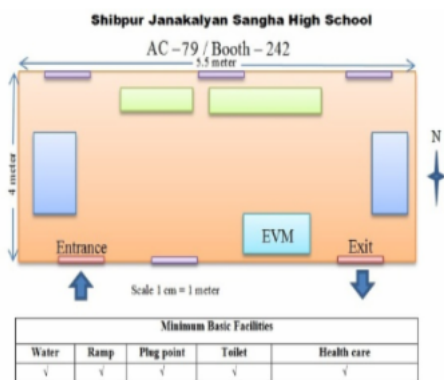 Shibpur Janakalyan Sangha High School
AC –79 / Booth – 242
5.5 meter
4 meter
N
EVM
Entrance
Exit
Scale 1 cm = 1 meter
Minimum Basic Facilities
Water Ramp Plug point Toilet Health care
√ √ √ √ √